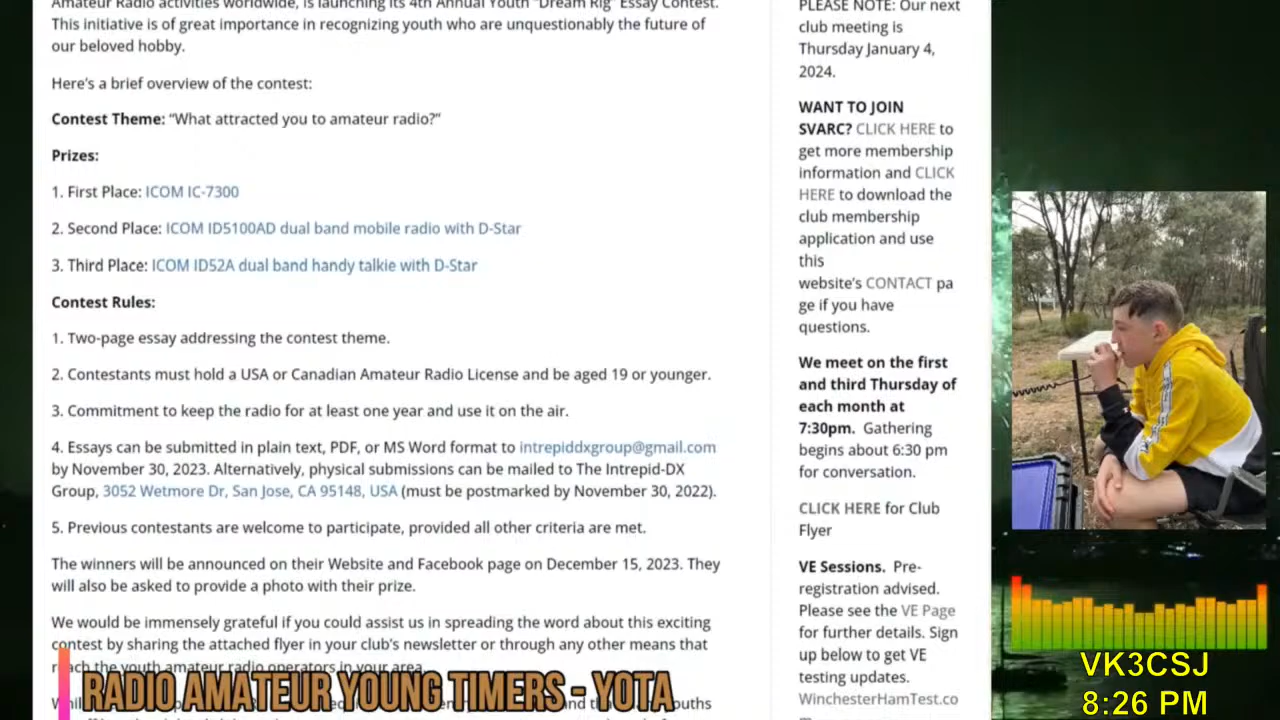 Amateur Radio activities worldwide, is launching its 4th Annual Youth "Dream Rig" Essay Contest.
This initiative is of great importance in recognizing youth who are unquestionably the future of
our beloved hobby.
Here's a brief overview of the contest:
Contest Theme: “What attracted you to amateur radio?”
Prizes:
1. First Place: ICOM IC-7300
2. Second Place: ICOM ID5100AD dual band mobile radio with D-Star
3. Third Place: ICOM ID52A dual band handy talkie with D-Star
Contest Rules:
1. Two-page essay addressing the contest theme.
2. Contestants must hold a USA or Canadian Amateur Radio License and be aged 19 or younger.
3. Commitment to keep the radio for at least one year and use it on the air.
4. Essays can be submitted in plain text, PDF, or MS Word format to intrepiddxgroup@gmail.com
by November 30, 2023. Alternatively, physical submissions can be mailed to The Intrepid-DX
Group, 3052 Wetmore Dr, San Jose, CA 95148, USA (must be postmarked by November 30, 2022).
5. Previous contestants are welcome to participate, provided all other criteria are met.
The winners will be announced on their Website and Facebook page on December 15, 2023. They
will also be asked to provide a photo with their prize.
We would be immensely grateful if you could assist us in spreading the word about this exciting
contest by sharing the attached flyer in your club's newsletter or through any other means that
reach the youth amateur radio operators in your area.
RADIO AMATEUR YOUNG TIMERS - YOTA
PLEASE NOTE: Our next
club meeting is
Thursday January 4,
2024.
WANT TO JOIN
SVARC? CLICK HERE to
get more membership
information and CLICK
HERE to download the
club membership
application and use
this
website's CONTACT pa
ge if you have
questions.
We meet on the first
and third Thursday of
each month at
7:30pm. Gathering
begins about 6:30 pm
for conversation.
CLICK HERE for Club
Flyer
VE Sessions. Pre-
registration advised.
Please see the VE Page
for further details. Sign
up below to get VE
testing updates.
WinchesterHamTest.co
VK3CSJ
8:26 PM